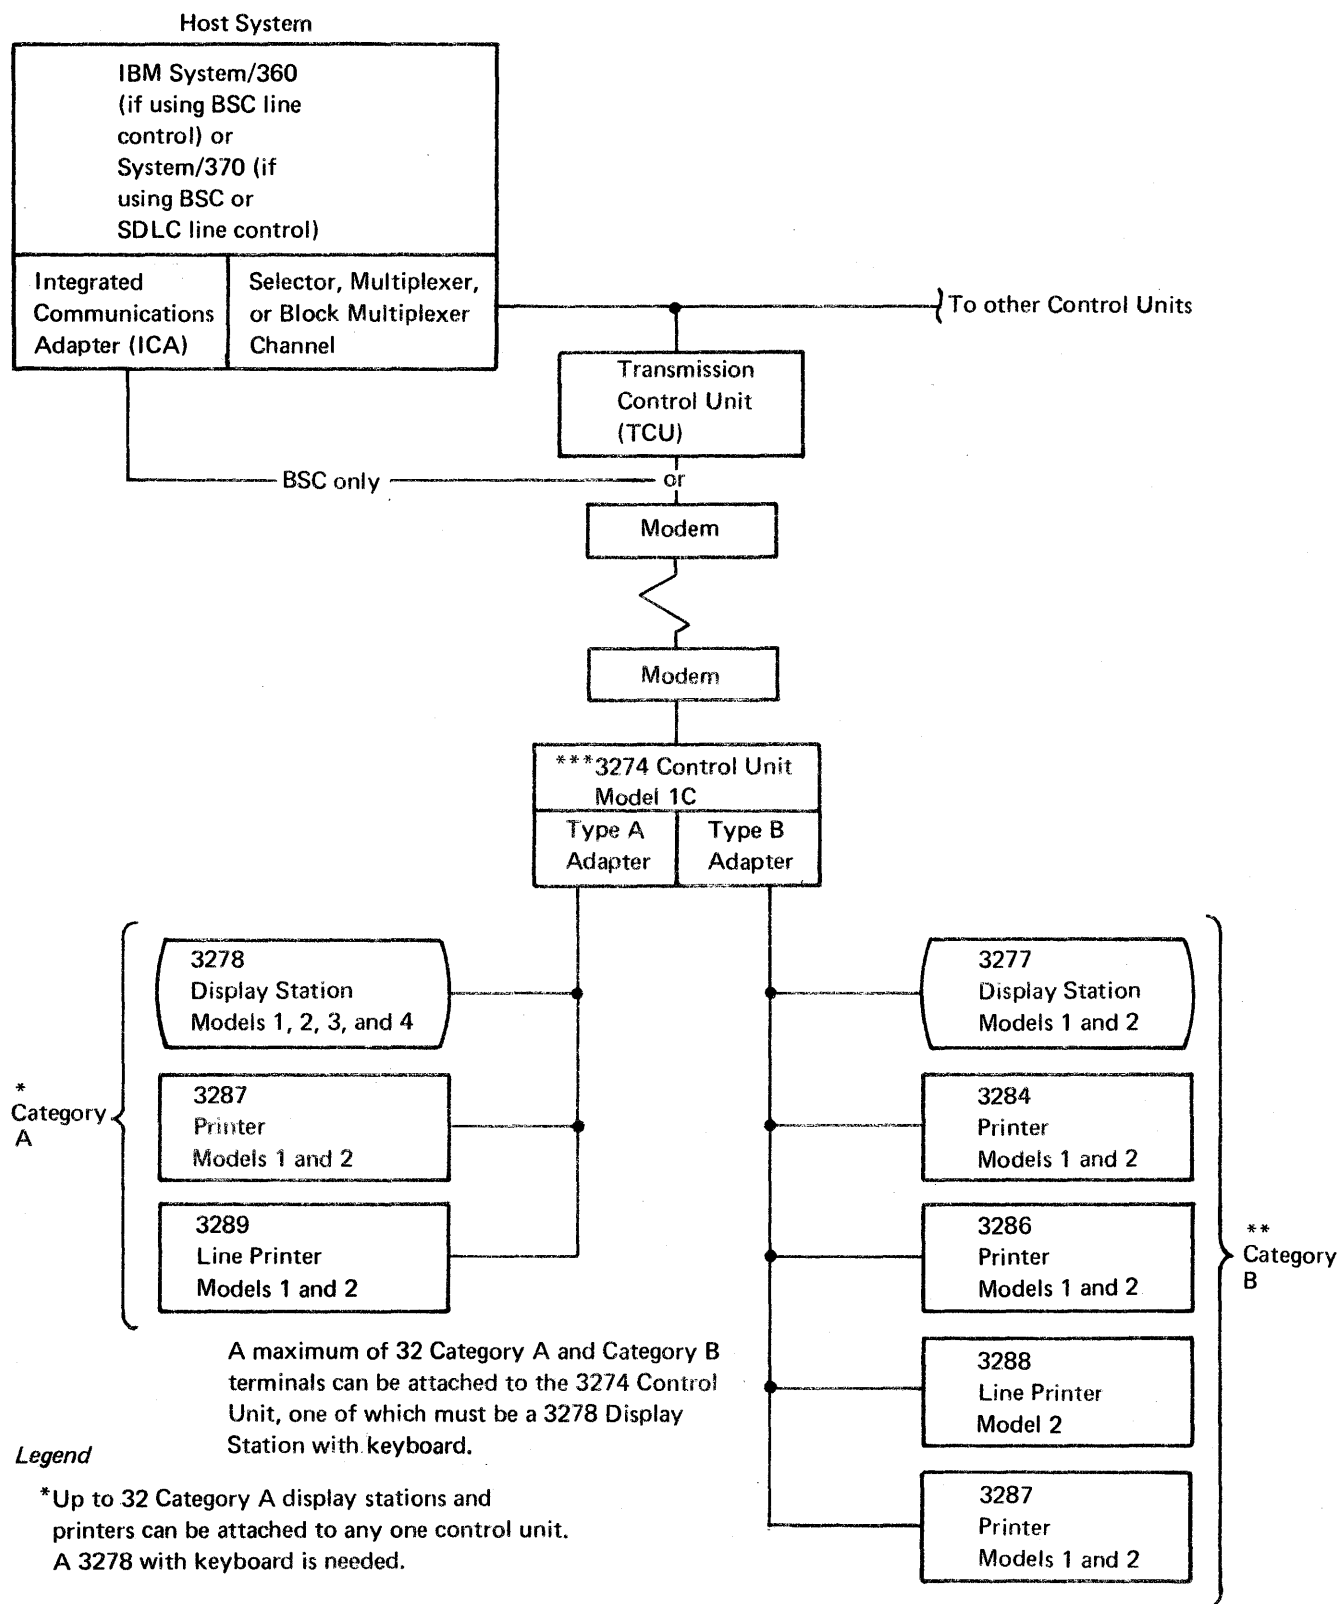 Host System
IBM System/360
(if using BSC line
control) or
System/370 (if
using BSC or
SDLC line control)
Integrated
Communications
Adapter (ICA)
Selector, Multiplexer,
or Block Multiplexer
Channel
To other Control Units
Transmission
Control Unit
(TCU)
BSC only
or
Modem
Modem
***3274 Control Unit
Model 1C
Type A
Adapter
Type B
Adapter
*
Category
A
3278
Display Station
Models 1, 2, 3, and 4
3287
Printer
Models 1 and 2
3289
Line Printer
Models 1 and 2
3277
Display Station
Models 1 and 2
3284
Printer
Models 1 and 2
3286
Printer
Models 1 and 2
3288
Line Printer
Model 2
3287
Printer
Models 1 and 2
**
Category
B
A maximum of 32 Category A and Category B
terminals can be attached to the 3274 Control
Unit, one of which must be a 3278 Display
Station with keyboard.
Legend
*Up to 32 Category A display stations and
printers can be attached to any one control unit.
A 3278 with keyboard is needed.